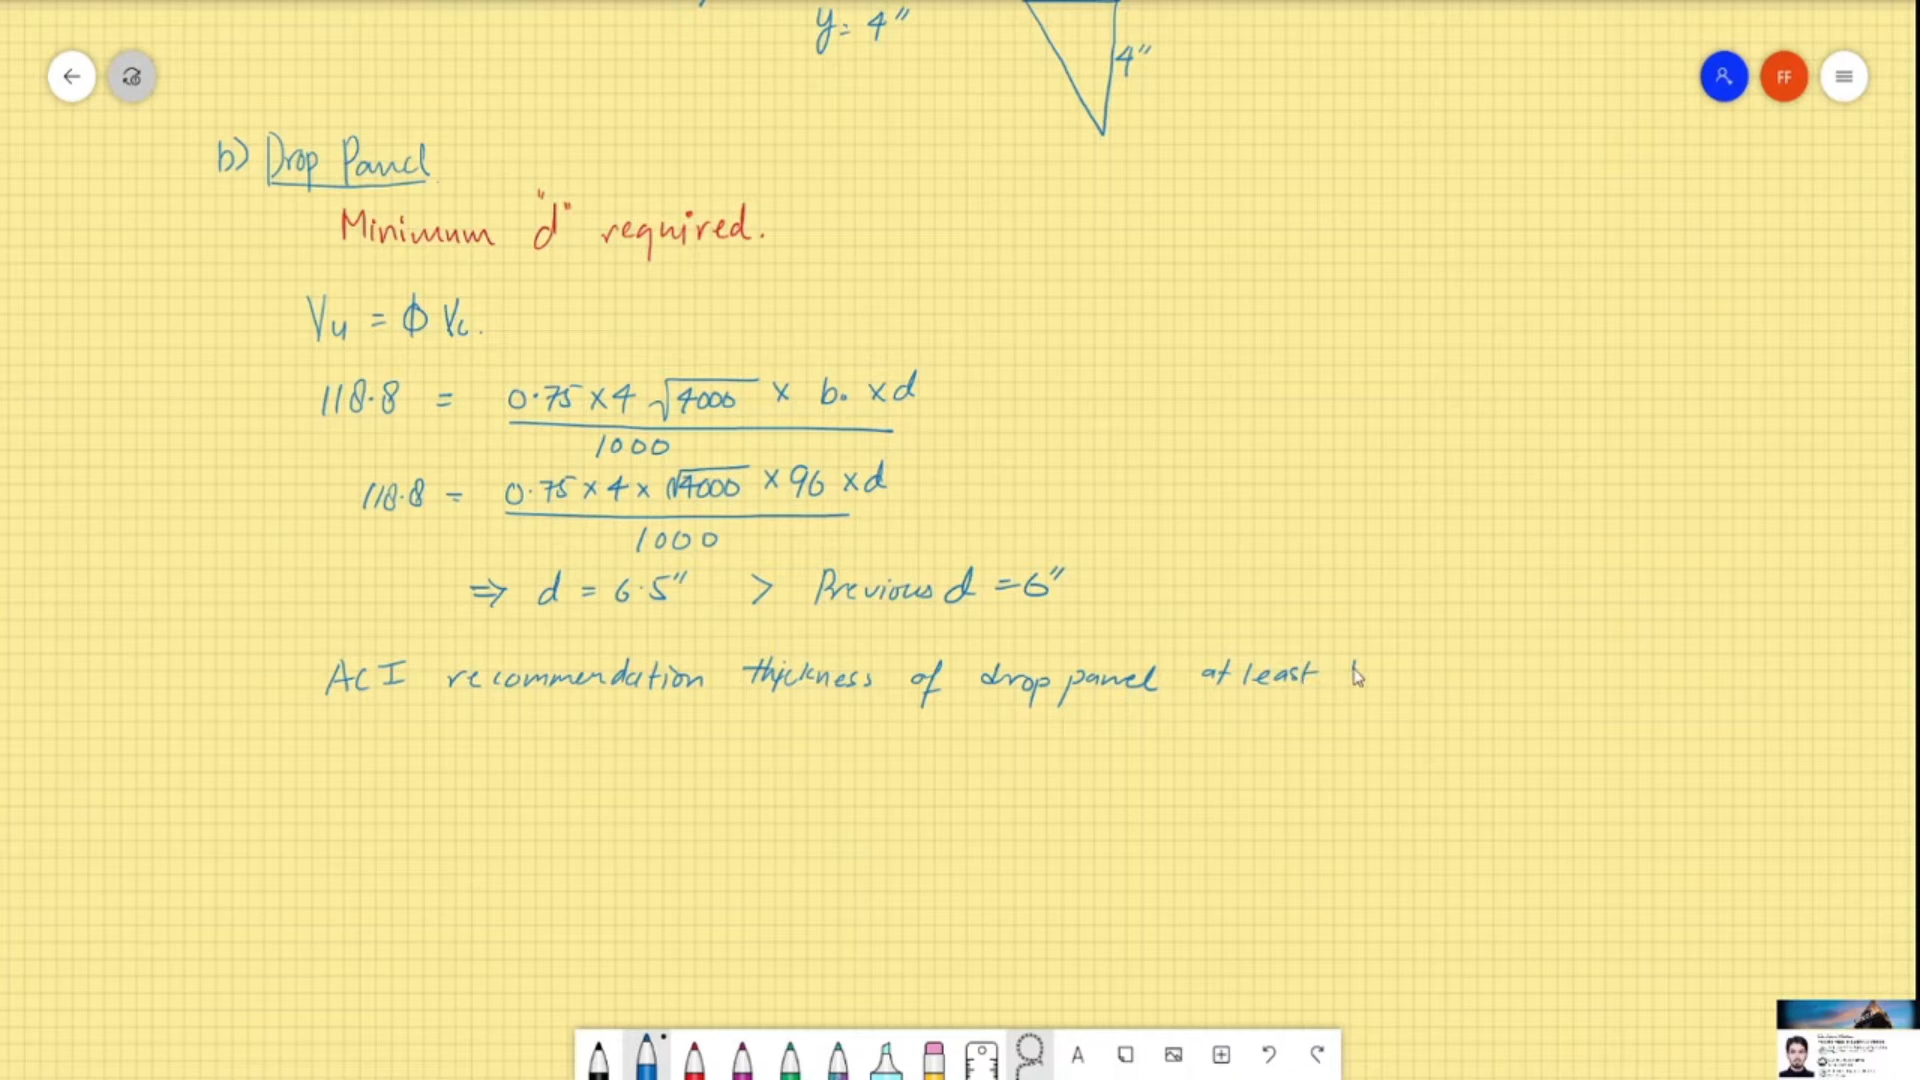 y = 4"
4"
FF
b) Drop Panel
Minimum "d" required.
Vu = Φ Vc.
118.8 = 0.75 x 4 √4000 x b. x d
1000
118.8 = 0.75 x 4 x √4000 x 96 x d
1000
⇒ d = 6.5" > Previous d = 6"
ACI recommendation thickness of drop panel at least
A